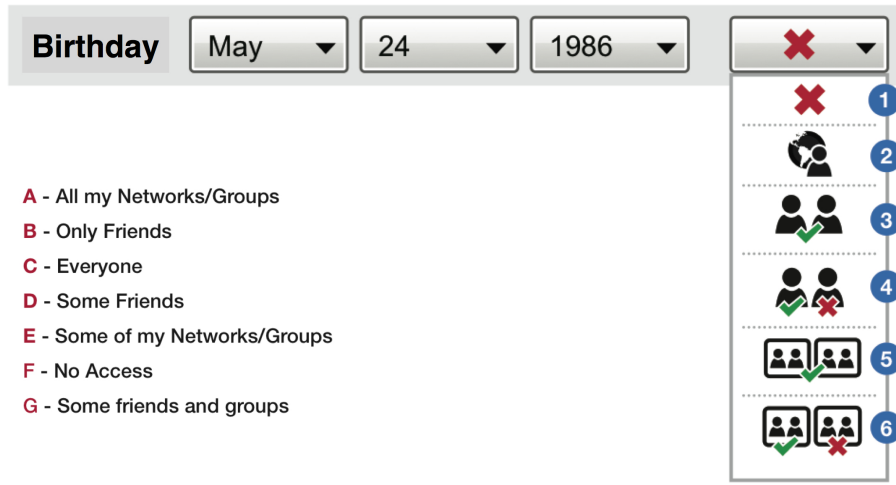 Birthday May 24 1986
1
2
A - All my Networks/Groups
3
B - Only Friends
C - Everyone
4
D - Some Friends
E - Some of my Networks/Groups
5
F - No Access
G - Some friends and groups
6